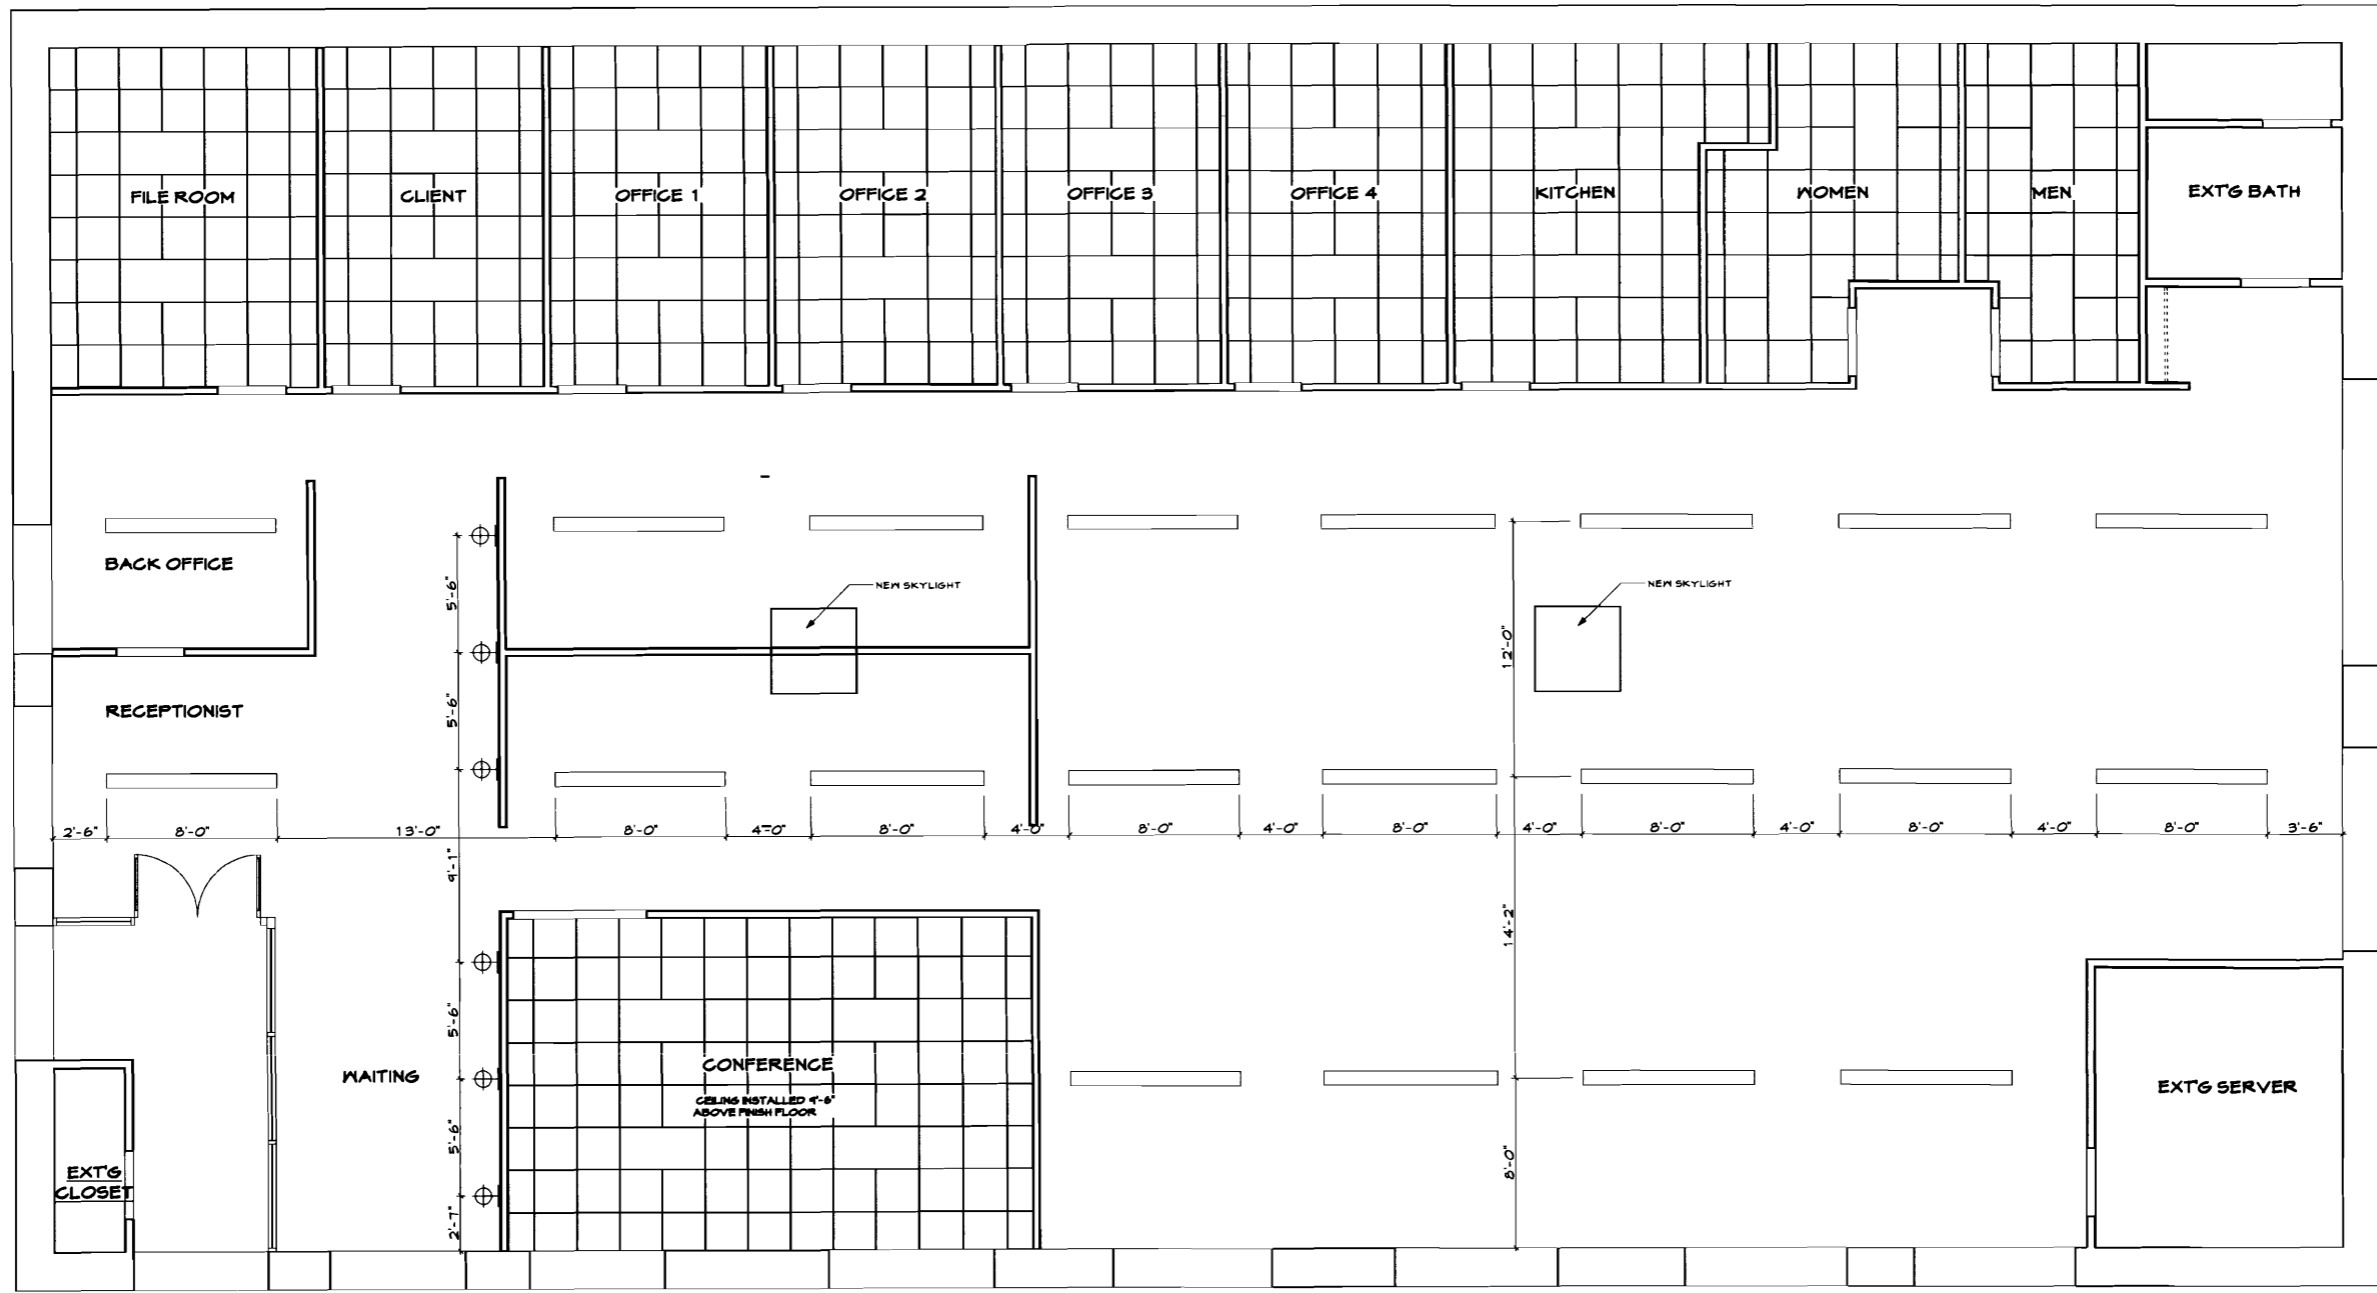 FILE ROOM
CLIENT
OFFICE 1
OFFICE 2
OFFICE 3
OFFICE 4
KITCHEN
WOMEN
MEN
EXT'G BATH
BACK OFFICE
5'-6"
NEW SKYLIGHT
NEW SKYLIGHT
12'-0"
RECEPTIONIST
5'-6"
2'-6"
8'-0"
13'-0"
8'-0"
4'-0"
8'-0"
4'-0"
8'-0"
4'-0"
8'-0"
4'-0"
8'-0"
4'-0"
8'-0"
4'-0"
8'-0"
3'-6"
9'-1"
14'-2"
5'-6"
WAITING
CONFERENCE
CEILING INSTALLED 9'-6"
ABOVE FINISH FLOOR
EXT'G SERVER
5'-6"
8'-0"
EXT'G
CLOSET
2'-7"